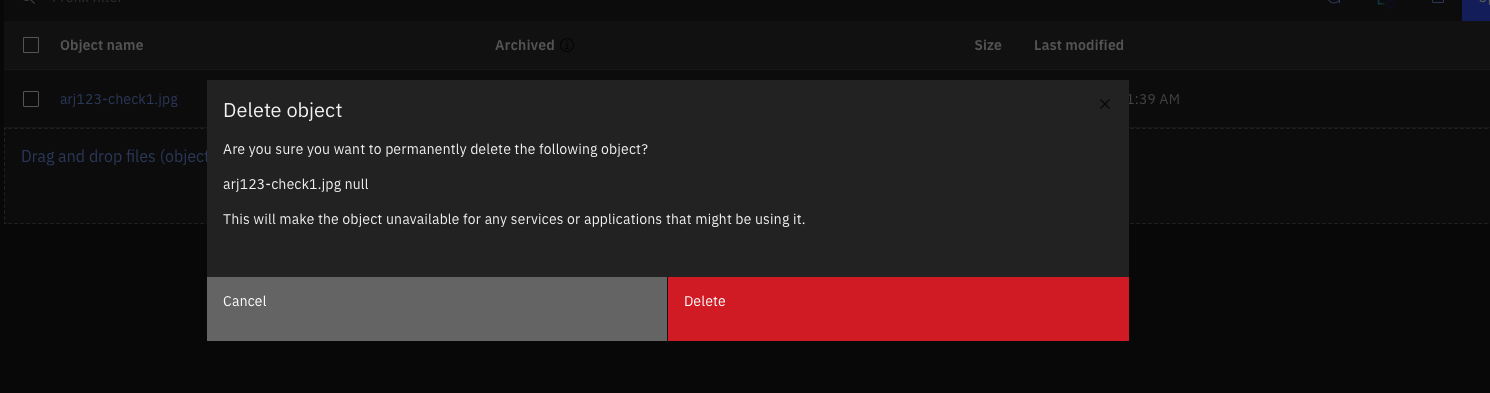 Object name Archived Size Last modified
arj123-check1.jpg 1:39 AM
Drag and drop files (object
Delete object
Are you sure you want to permanently delete the following object?
arj123-check1.jpg null
This will make the object unavailable for any services or applications that might be using it.
Cancel Delete